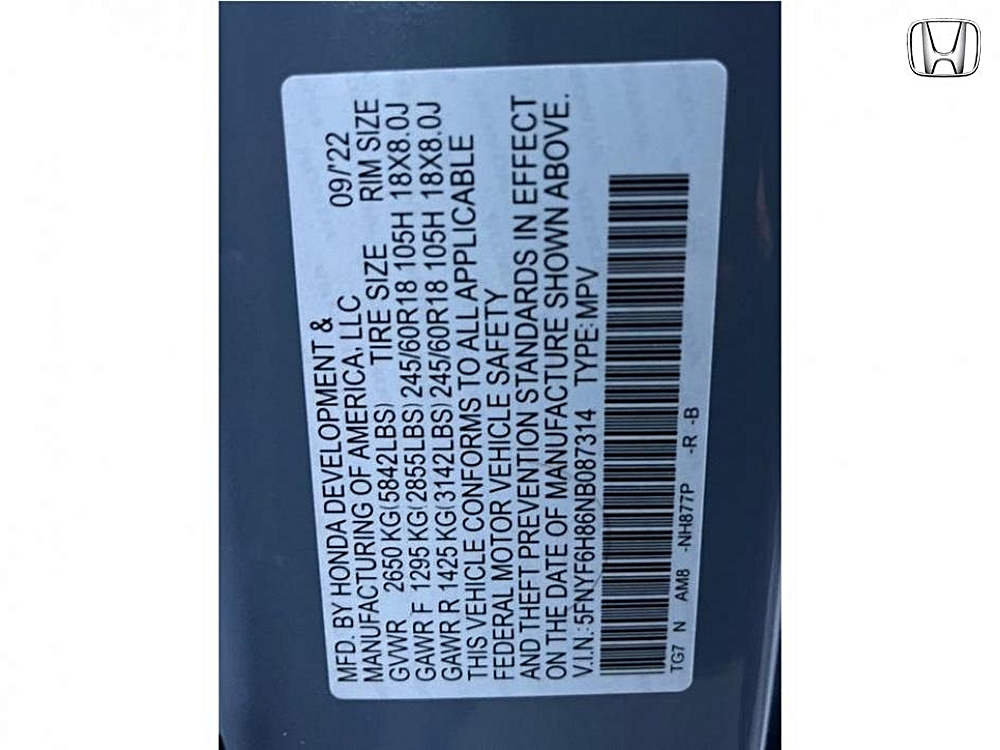 MFD. BY HONDA DEVELOPMENT & 09/'22
MANUFACTURING OF AMERICA, LLC RIM SIZE
GVWR 2650 KG(5842LBS) TIRE SIZE
GAWR F 1295 KG(2855LBS) 245/60R18 105H 18X8.0J
GAWR R 1425 KG(3142LBS) 245/60R18 105H 18X8.0J
THIS VEHICLE CONFORMS TO ALL APPLICABLE
FEDERAL MOTOR VEHICLE SAFETY
AND THEFT PREVENTION STANDARDS IN EFFECT
ON THE DATE OF MANUFACTURE SHOWN ABOVE.
V.I.N.: 5FNYF6H86NB087314 TYPE: MPV
TG7 N AM8 -NH877P -R -B